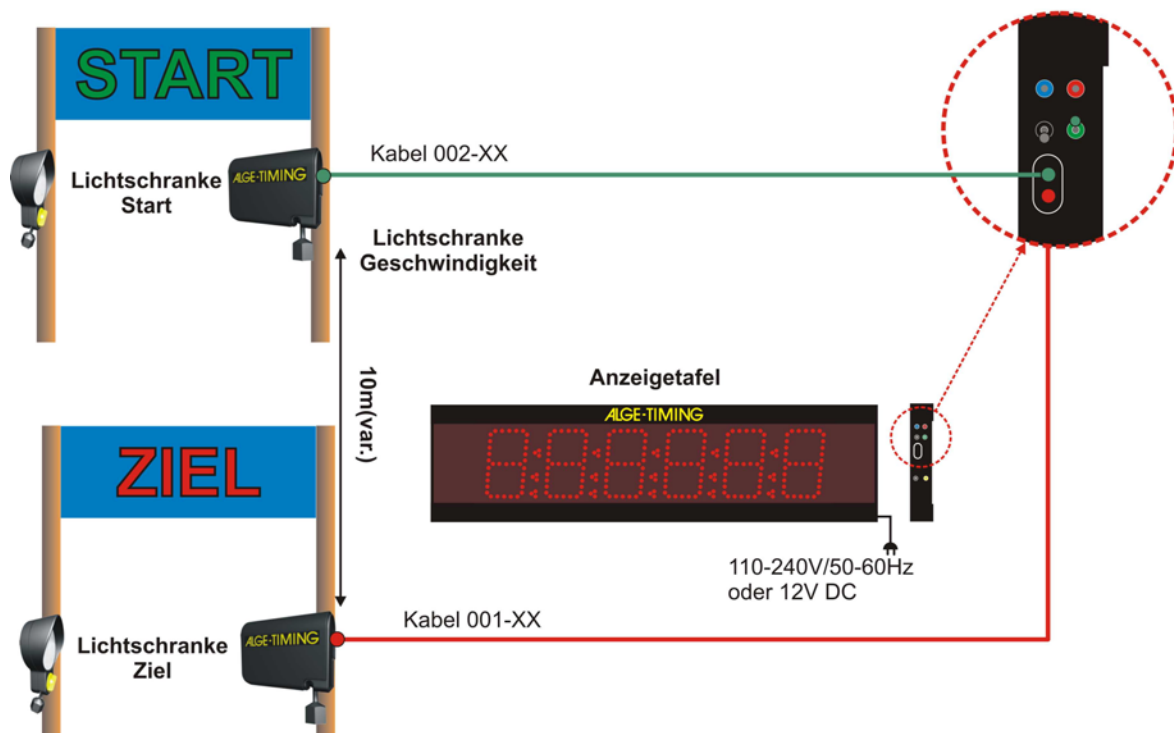 START
Lichtschranke
Start
ALGE-TIMING
Kabel 002-XX
Lichtschranke
Geschwindigkeit
10m(var.)
Anzeigetafel
ALGE-TIMING
110-240V/50-60Hz
oder 12V DC
ZIEL
Lichtschranke
Ziel
ALGE-TIMING
Kabel 001-XX